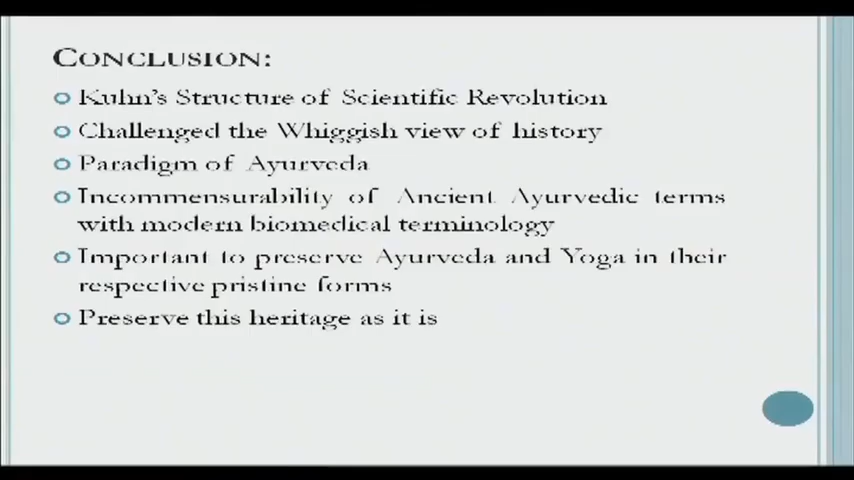 CONCLUSION:
Kuhn's Structure of Scientific Revolution
Challenged the Whiggish view of history
Paradigm of Ayurveda
Incommensurability of Ancient Ayurvedic terms
with modern biomedical terminology
Important to preserve Ayurveda and Yoga in their
respective pristine forms
Preserve this heritage as it is